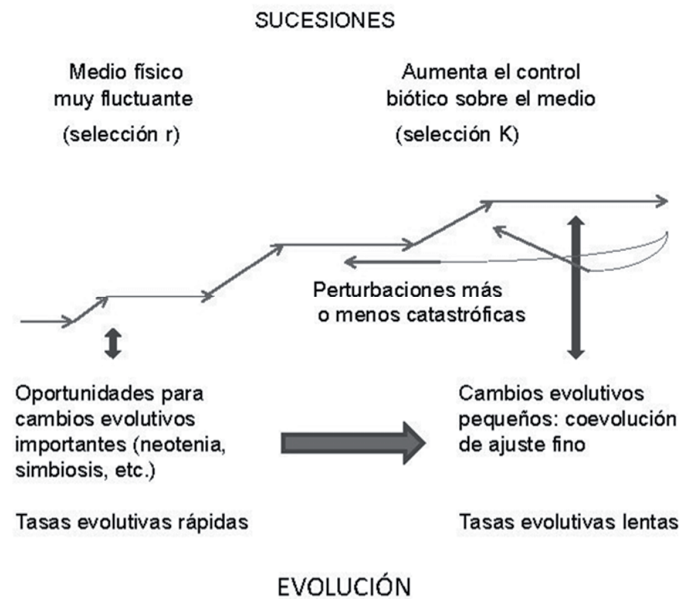 SUCESIONES
Medio físico
muy fluctuante
(selección r)
Aumenta el control
biótico sobre el medio
(selección K)
Perturbaciones más
o menos catastróficas
Oportunidades para
cambios evolutivos
importantes (neotenia,
simbiosis, etc.)
Tasas evolutivas rápidas
Cambios evolutivos
pequeños: coevolución
de ajuste fino
Tasas evolutivas lentas
EVOLUCIÓN